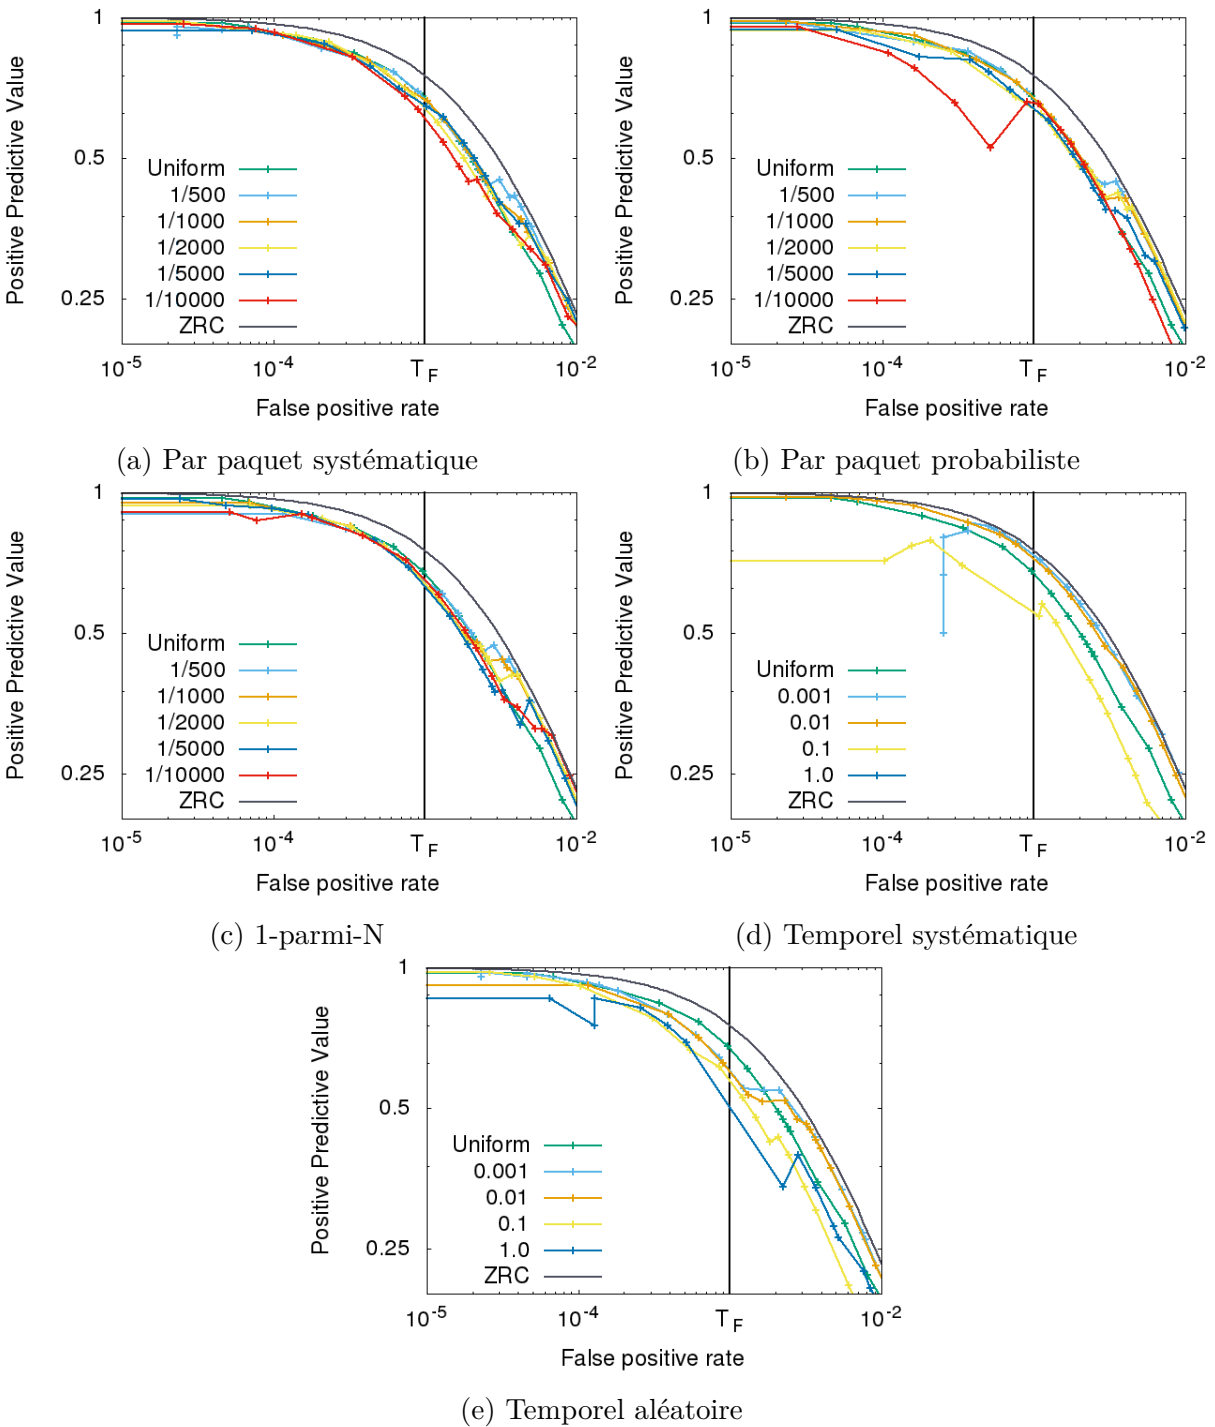 1
0.5
0.25
Positive Predictive Value
Uniform
1/500
1/1000
1/2000
1/5000
1/10000
ZRC
10-5
10-4
TF
10-2
False positive rate
(a) Par paquet systématique
1
0.5
0.25
Positive Predictive Value
Uniform
1/500
1/1000
1/2000
1/5000
1/10000
ZRC
10-5
10-4
TF
10-2
False positive rate
(b) Par paquet probabiliste
1
0.5
0.25
Positive Predictive Value
Uniform
1/500
1/1000
1/2000
1/5000
1/10000
ZRC
10-5
10-4
TF
10-2
False positive rate
(c) 1-parmi-N
1
0.5
0.25
Positive Predictive Value
Uniform
0.001
0.01
0.1
1.0
ZRC
10-5
10-4
TF
10-2
False positive rate
(d) Temporel systématique
1
0.5
0.25
Positive Predictive Value
Uniform
0.001
0.01
0.1
1.0
ZRC
10-5
10-4
TF
10-2
False positive rate
(e) Temporel aléatoire